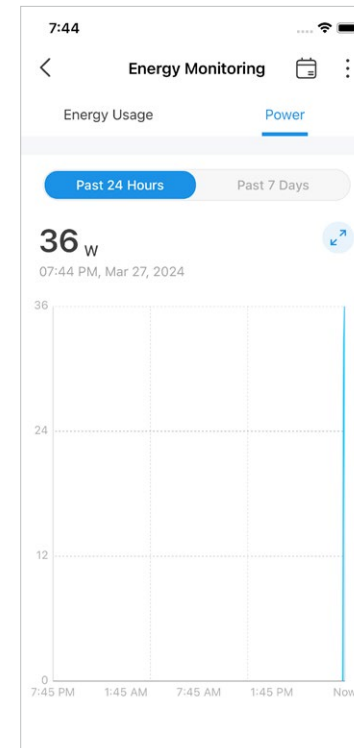 7:44
Energy Monitoring
Energy Usage Power
Past 24 Hours Past 7 Days
36 W
07:44 PM, Mar 27, 2024
36
24
12
0
7:45 PM 1:45 AM 7:45 AM 1:45 PM Now